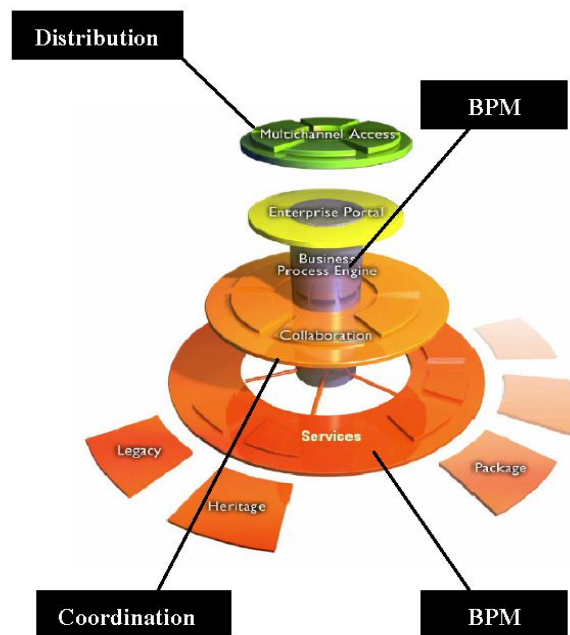 Distribution
BPM
Multichannel Access
Enterprise Portal
Business
Process Engine
Collaboration
Services
Legacy
Package
Heritage
Coordination
BPM